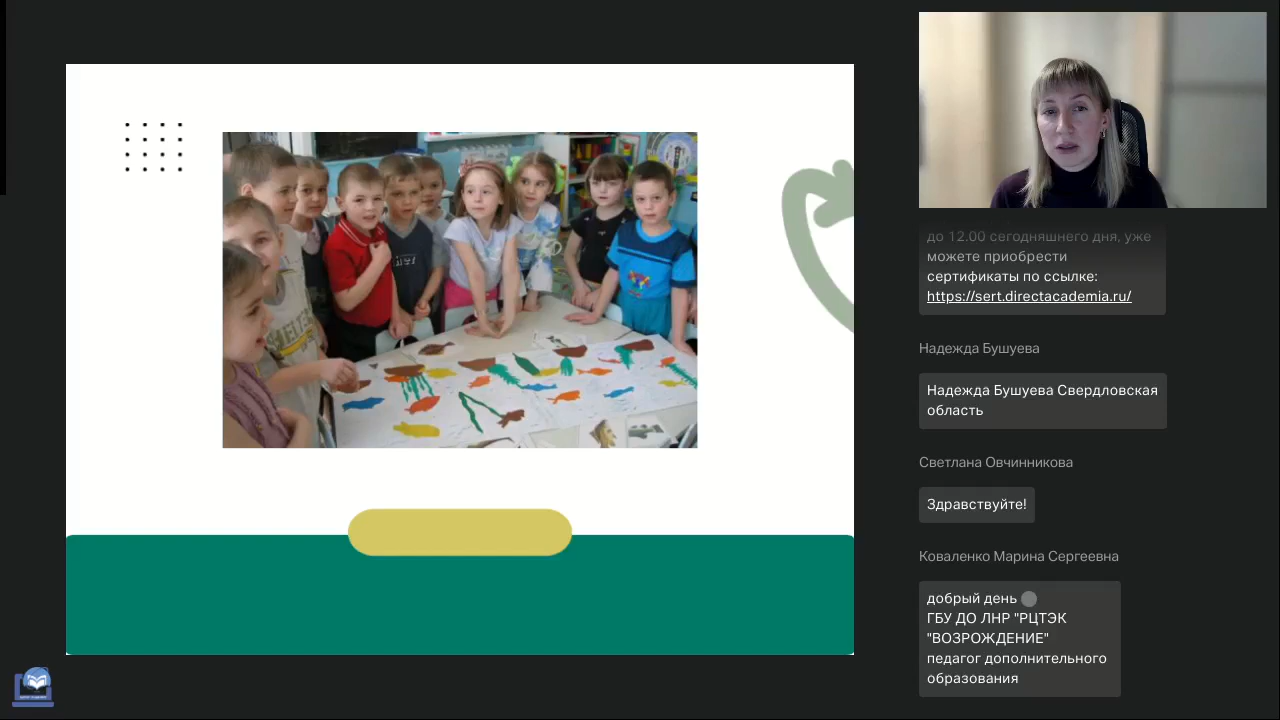 до 12.00 сегодняшнего дня, уже
можете приобрести
сертификаты по ссылке:
https://sert.directacademia.ru/
Надежда Бушуева
Надежда Бушуева Свердловская
область
Светлана Овчинникова
Здравствуйте!
Коваленко Марина Сергеевна
добрый день
ГБУ ДО ЛНР "РЦТЭК
"ВОЗРОЖДЕНИЕ"
педагог дополнительного
образования